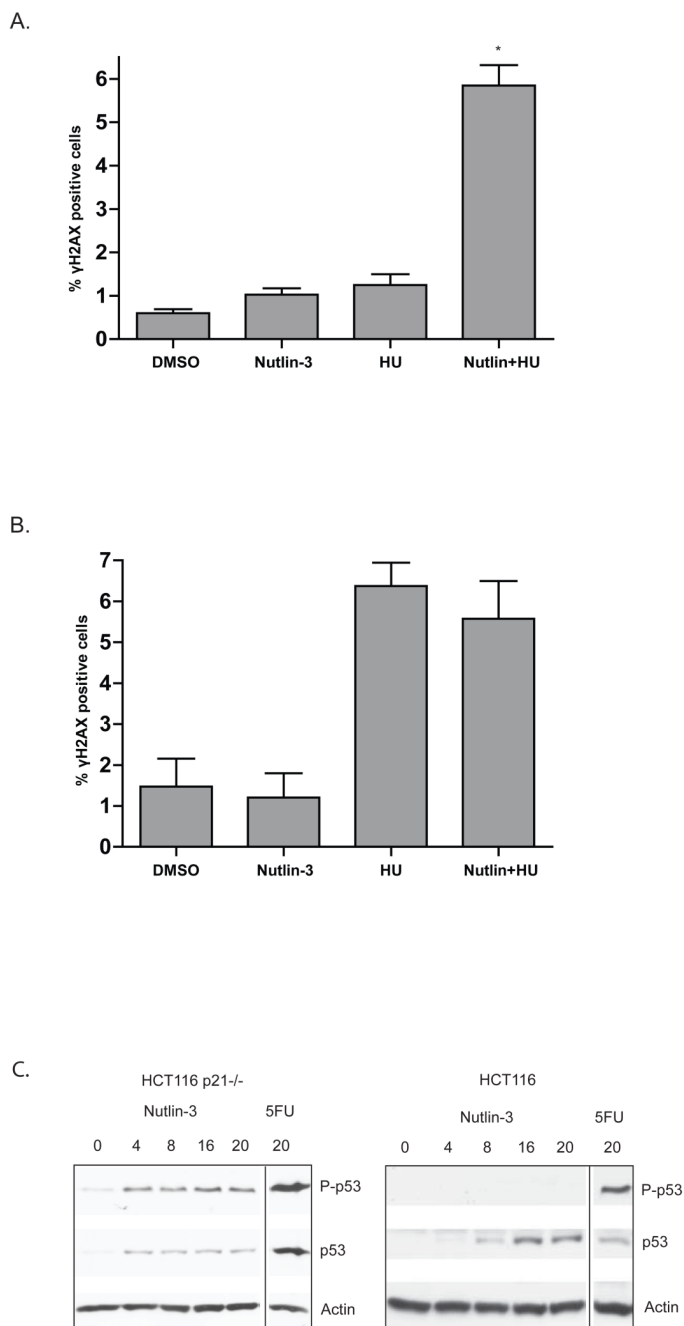 A.
% γH2AX positive cells
6
5
4
3
2
1
0
*
DMSO Nutlin-3 HU Nutlin+HU
B.
% γH2AX positive cells
7
6
5
4
3
2
1
0
DMSO Nutlin-3 HU Nutlin+HU
C.
HCT116 p21-/-
Nutlin-3 5FU
0 4 8 16 20 20
P-p53
p53
Actin
HCT116
Nutlin-3 5FU
0 4 8 16 20 20
P-p53
p53
Actin